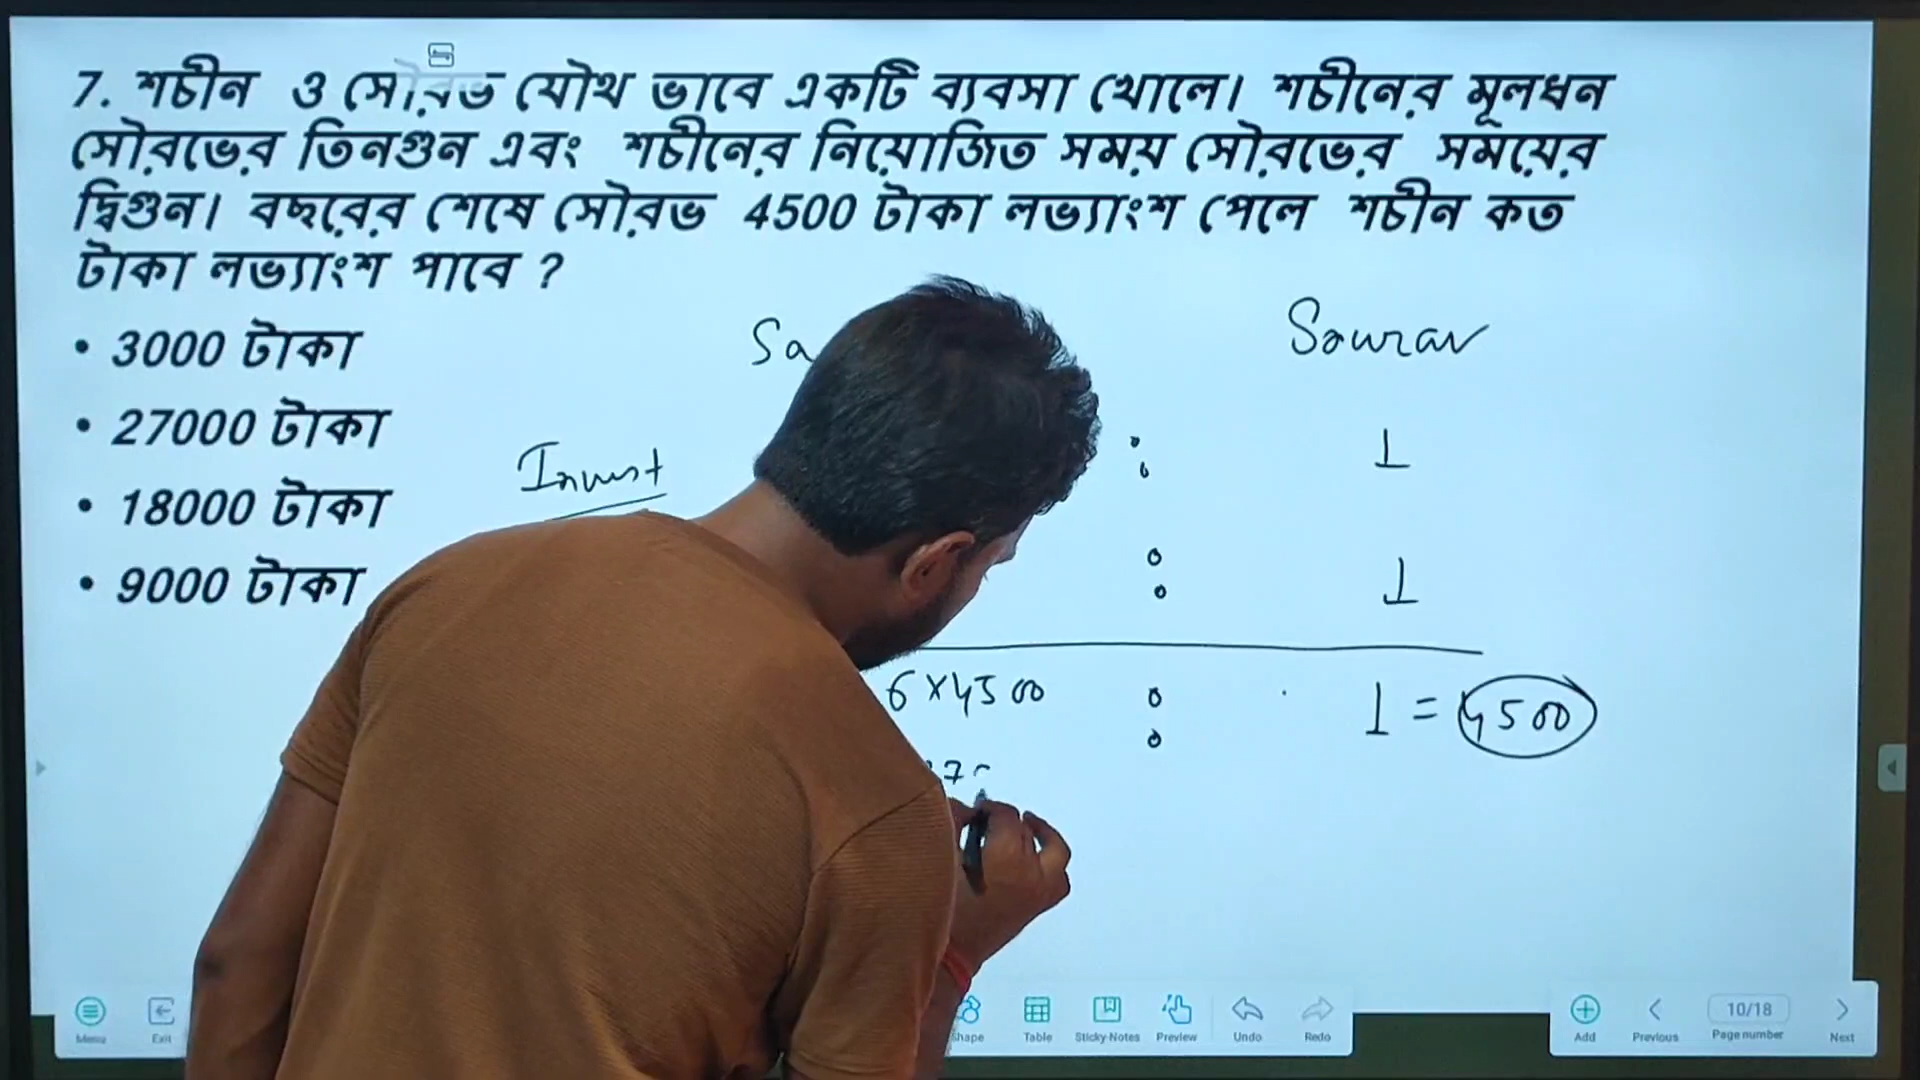 7. শচীন ও সৌরভ যৌথ ভাবে একটি ব্যবসা খোলে। শচীনের মূলধন
সৌরভের তিনগুন এবং শচীনের নিয়োজিত সময় সৌরভের সময়ের
দ্বিগুন। বছরের শেষে সৌরভ 4500 টাকা লভ্যাংশ পেলে শচীন কত
টাকা লভ্যাংশ পাবে ?
• 3000 টাকা
• 27000 টাকা
• 18000 টাকা
• 9000 টাকা
Sa
Sourav
Invest
:
1
:
1
6×4500 : 1 = 4500
27
Menu Exit Shape Table Sticky-Notes Preview Undo Redo
Add Previous 10/18 Page number Next